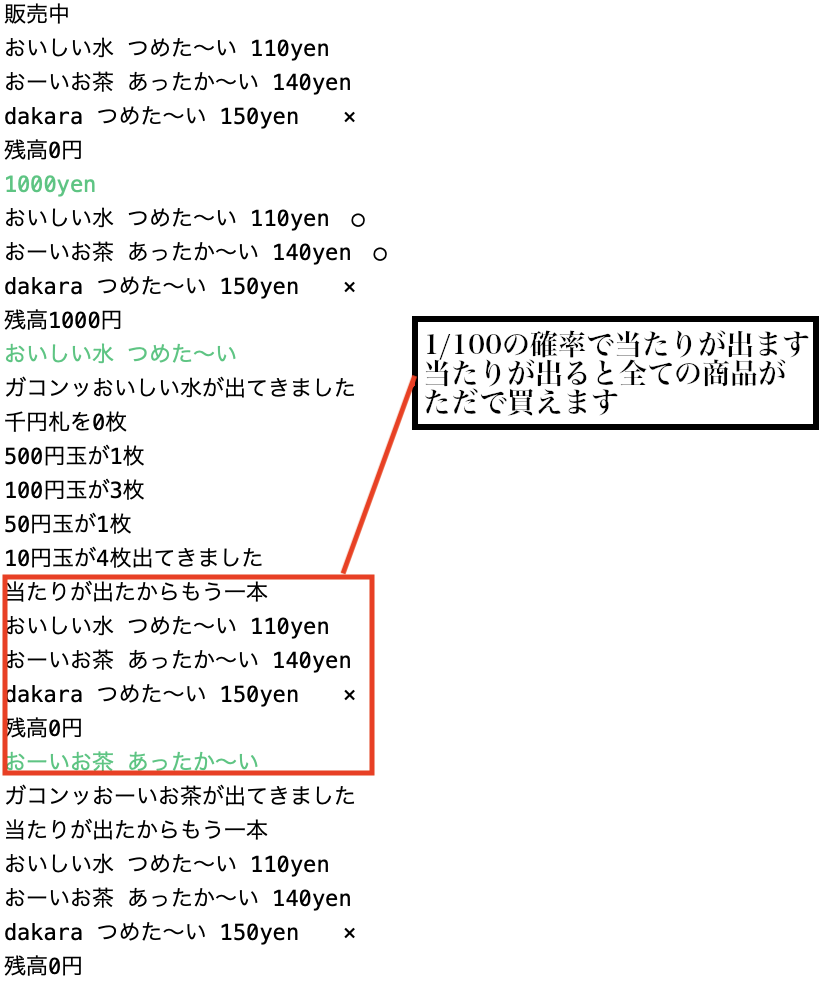 販売中
おいしい水 つめた～い 110yen
おーいお茶 あったか～い 140yen
dakara つめた～い 150yen ×
残高0円
1000yen
おいしい水 つめた～い 110yen ○
おーいお茶 あったか～い 140yen ○
dakara つめた～い 150yen ×
残高1000円
おいしい水 つめた～い
ガコンッおいしい水が出てきました
千円札を0枚
500円玉が1枚
100円玉が3枚
50円玉が1枚
10円玉が4枚出てきました
当たりが出たからもう一本
おいしい水 つめた～い 110yen
おーいお茶 あったか～い 140yen
dakara つめた～い 150yen ×
残高0円
おーいお茶 あったか～い
ガコンッおーいお茶が出てきました
当たりが出たからもう一本
おいしい水 つめた～い 110yen
おーいお茶 あったか～い 140yen
dakara つめた～い 150yen ×
残高0円
1/100の確率で当たりが出ます
当たりが出ると全ての商品が
ただで買えます